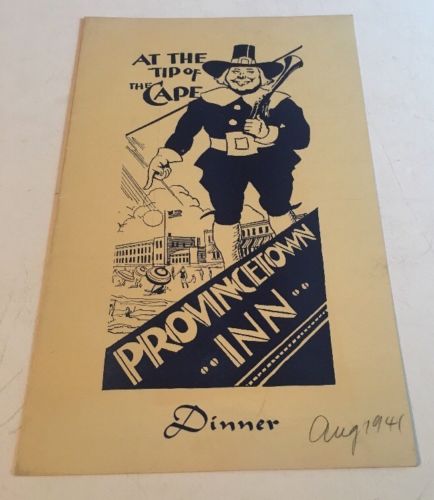 AT THE
TIP OF
THE CAPE
PROVINCETOWN
"INN"
Dinner
Aug 1941